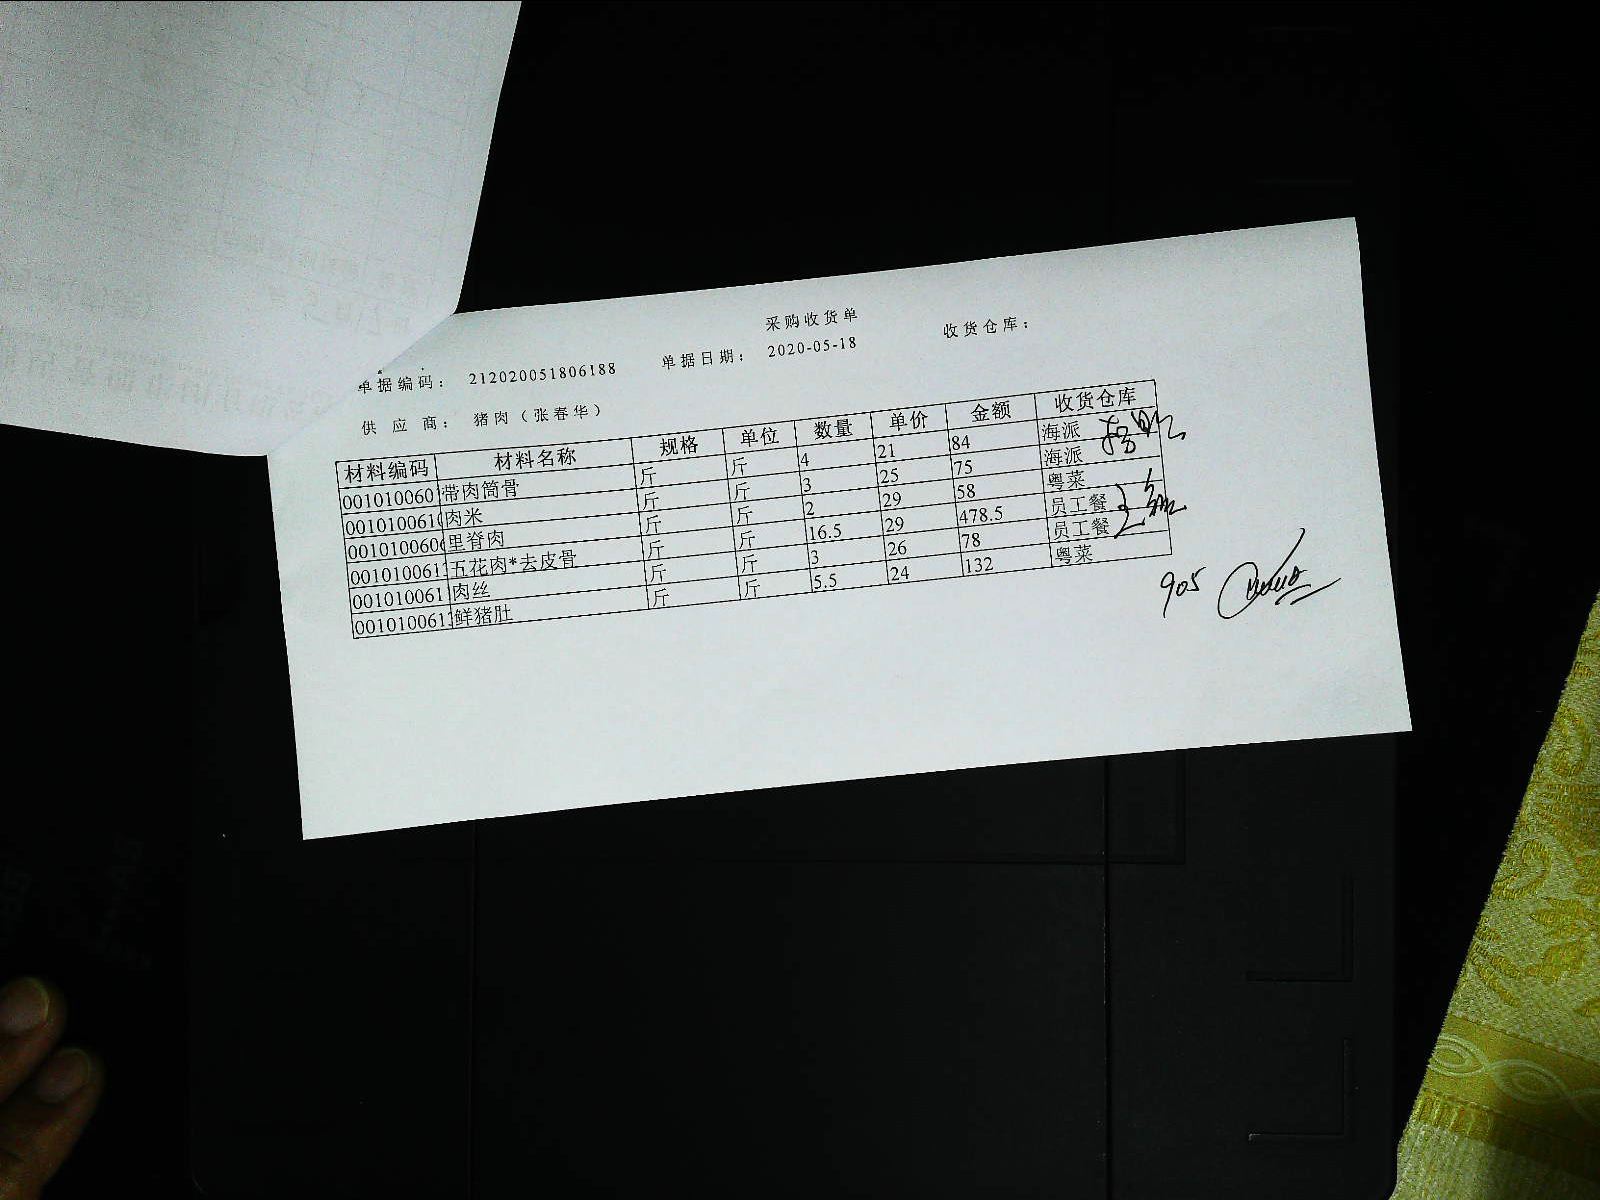 采购收货单
单据编码： 212020051806188 单据日期： 2020-05-18 收货仓库：
供 应 商： 猪肉（张春华）
材料编码 材料名称 规格 单位 数量 单价 金额 收货仓库
001010060 带肉筒骨 斤 斤 4 21 84 海派
001010061 肉米 斤 斤 3 25 75 海派
001010060 里脊肉 斤 斤 2 29 58 粤菜
001010061 五花肉*去皮骨 斤 斤 16.5 29 478.5 员工餐
001010061 肉丝 斤 斤 3 26 78 员工餐
001010061 鲜猪肚 斤 斤 5.5 24 132 粤菜
905